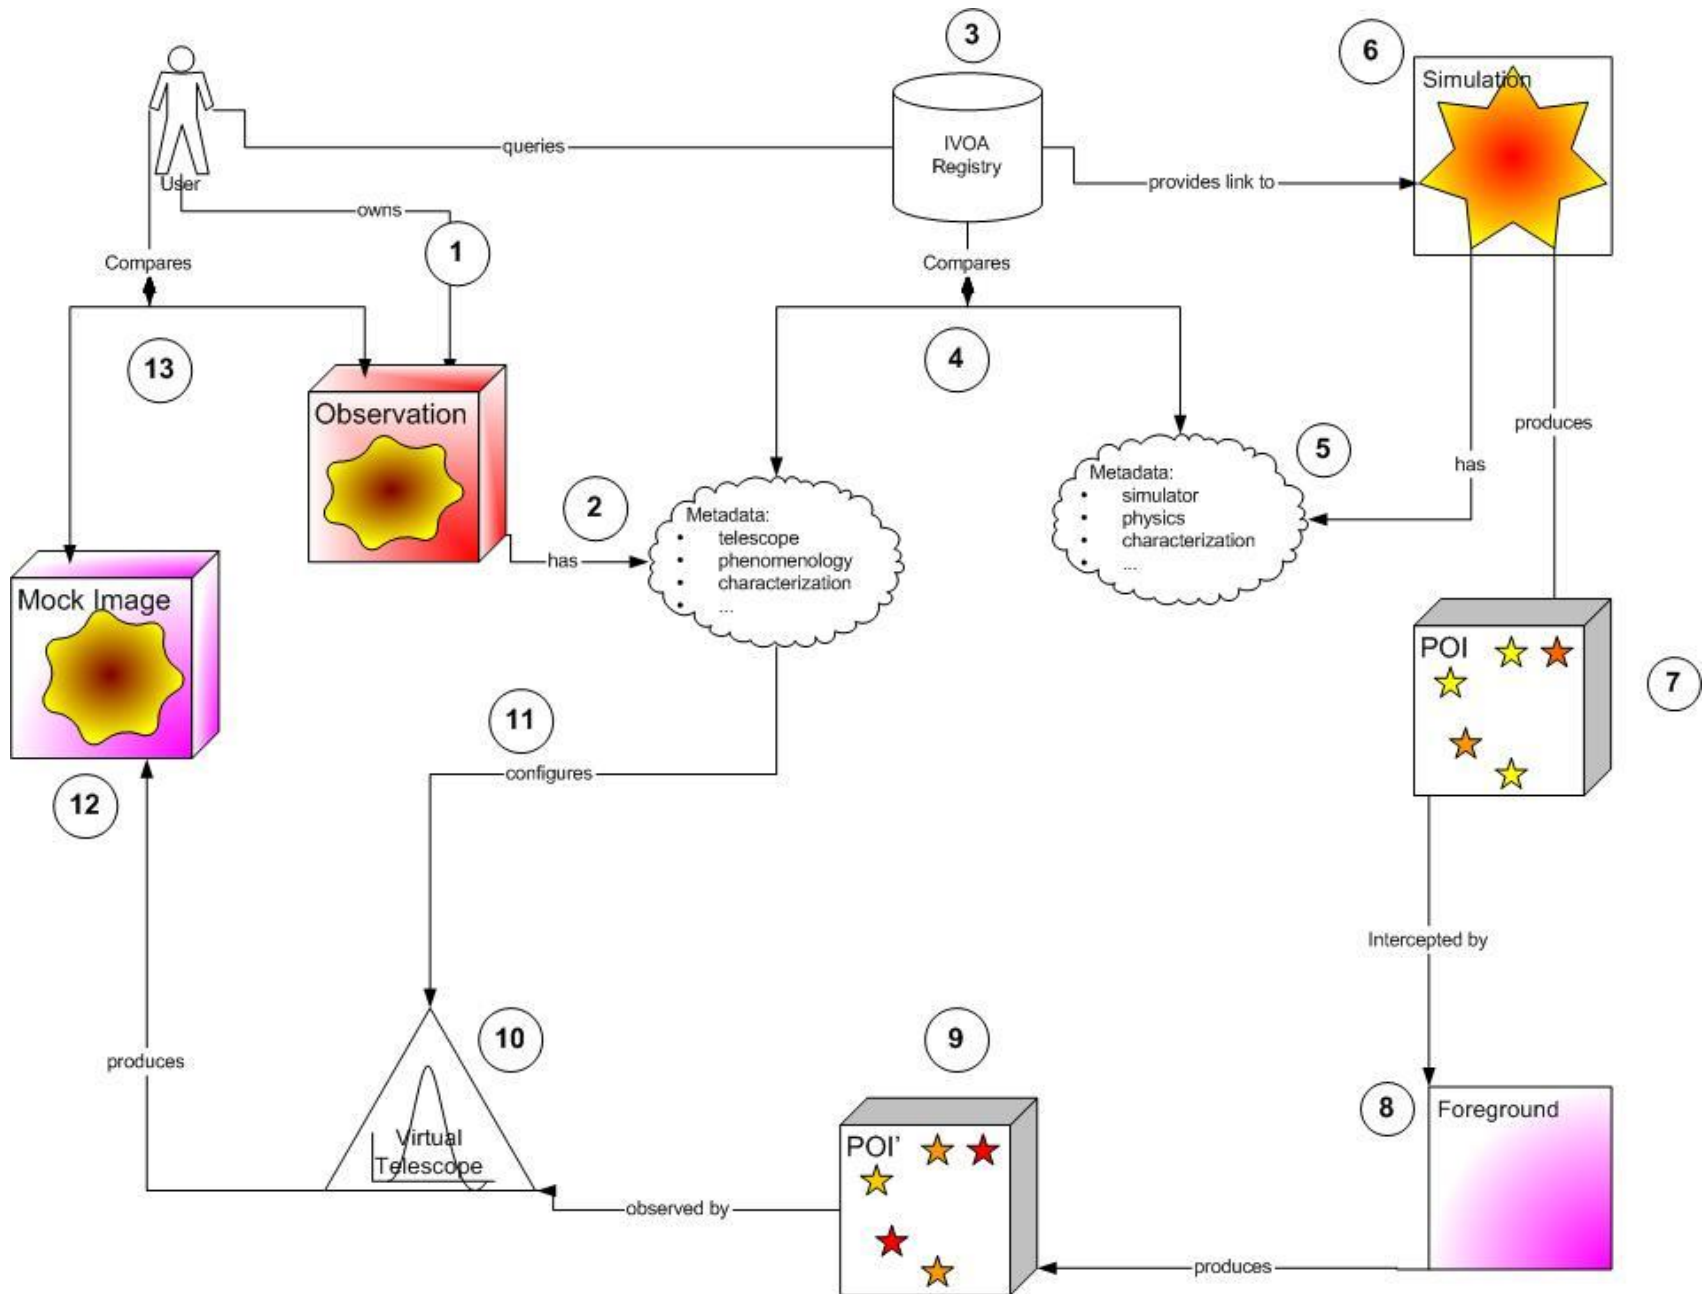 3
6
Simulation
IVOA
Registry
queries
provides link to
User
owns
1
Compares
Compares
13
4
Observation
produces
5
has
Metadata:
• simulator
• physics
• characterization
• ...
2
Metadata:
• telescope
• phenomenology
• characterization
• ...
has
Mock Image
POI
7
11
configures
12
Intercepted by
10
9
produces
8
Foreground
Virtual
Telescope
POI’
observed by
produces